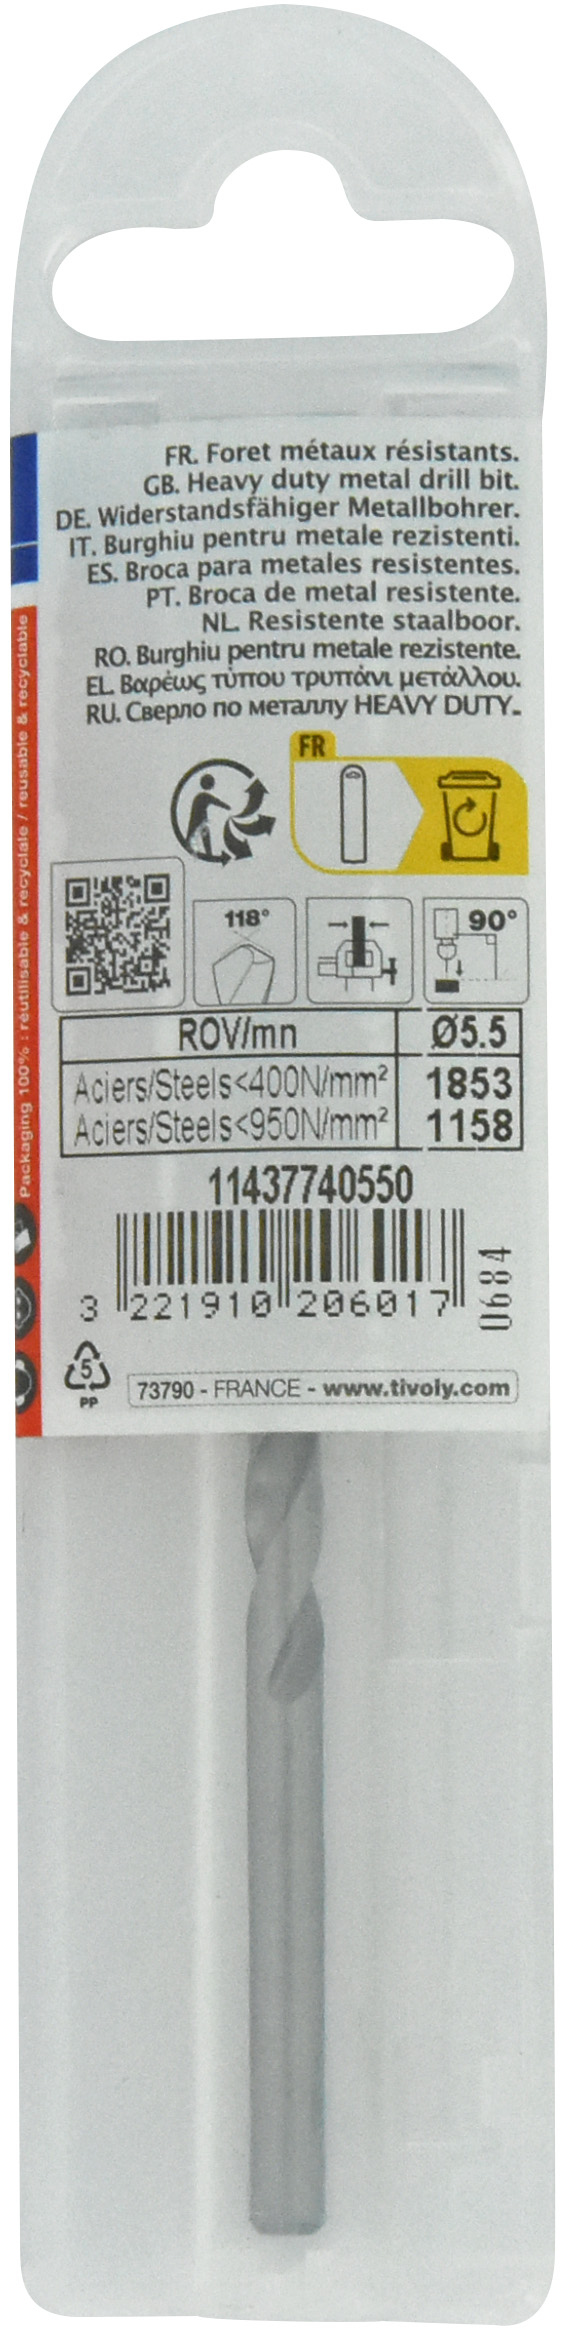 FR. Foret métaux résistants.
GB. Heavy duty metal drill bit.
DE. Widerstandsfähiger Metallbohrer.
IT. Burghiu pentru metale rezistenti.
ES. Broca para metales resistentes.
PT. Broca de metal resistente.
NL. Resistente staalboor.
RO. Burghiu pentru metale rezistente.
EL. Βαρέως τύπου τρυπάνι μετάλλου.
RU. Сверло по металлу HEAVY DUTY.
FR
118°
90°
ROV/mn Ø5.5
Aciers/Steels<400N/mm² 1853
Aciers/Steels<950N/mm² 1158
11437740550
3 221910 206017
0684
5
PP
73790 - FRANCE - www.tivoly.com
Packaging 100% : réutilisable & recyclable / reusable & recyclable